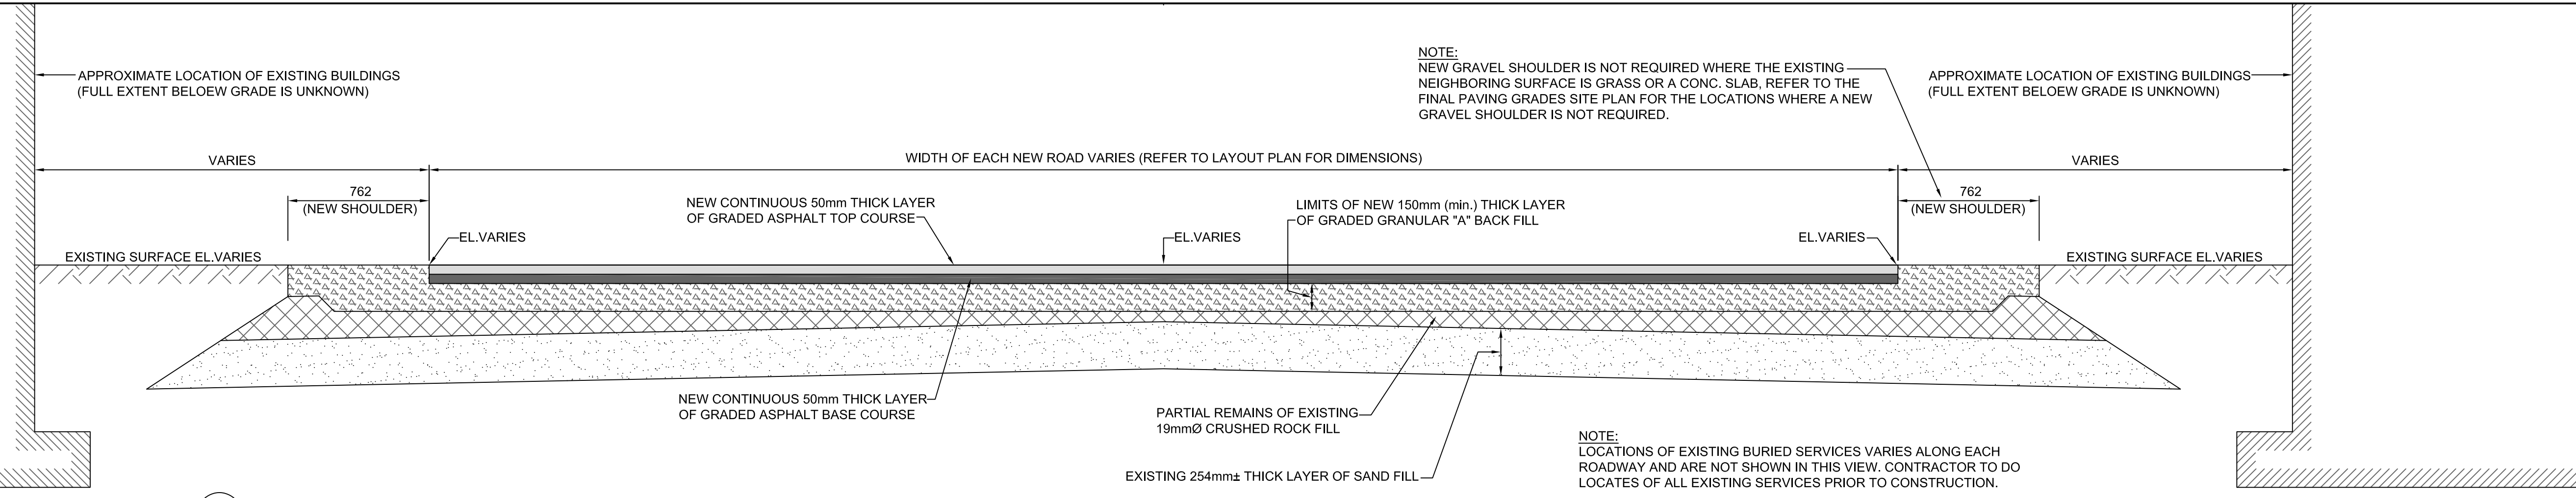 NOTE:
NEW GRAVEL SHOULDER IS NOT REQUIRED WHERE THE EXISTING
NEIGHBORING SURFACE IS GRASS OR A CONC. SLAB, REFER TO THE
FINAL PAVING GRADES SITE PLAN FOR THE LOCATIONS WHERE A NEW
GRAVEL SHOULDER IS NOT REQUIRED.
APPROXIMATE LOCATION OF EXISTING BUILDINGS
(FULL EXTENT BELOEW GRADE IS UNKNOWN)
APPROXIMATE LOCATION OF EXISTING BUILDINGS
(FULL EXTENT BELOEW GRADE IS UNKNOWN)
VARIES
WIDTH OF EACH NEW ROAD VARIES (REFER TO LAYOUT PLAN FOR DIMENSIONS)
VARIES
762
(NEW SHOULDER)
NEW CONTINUOUS 50mm THICK LAYER
OF GRADED ASPHALT TOP COURSE
LIMITS OF NEW 150mm (min.) THICK LAYER
OF GRADED GRANULAR "A" BACK FILL
762
(NEW SHOULDER)
EL.VARIES
EL.VARIES
EL.VARIES
EXISTING SURFACE EL.VARIES
EXISTING SURFACE EL.VARIES
NEW CONTINUOUS 50mm THICK LAYER
OF GRADED ASPHALT BASE COURSE
PARTIAL REMAINS OF EXISTING
19mmØ CRUSHED ROCK FILL
EXISTING 254mm± THICK LAYER OF SAND FILL
NOTE:
LOCATIONS OF EXISTING BURIED SERVICES VARIES ALONG EACH
ROADWAY AND ARE NOT SHOWN IN THIS VIEW. CONTRACTOR TO DO
LOCATES OF ALL EXISTING SERVICES PRIOR TO CONSTRUCTION.